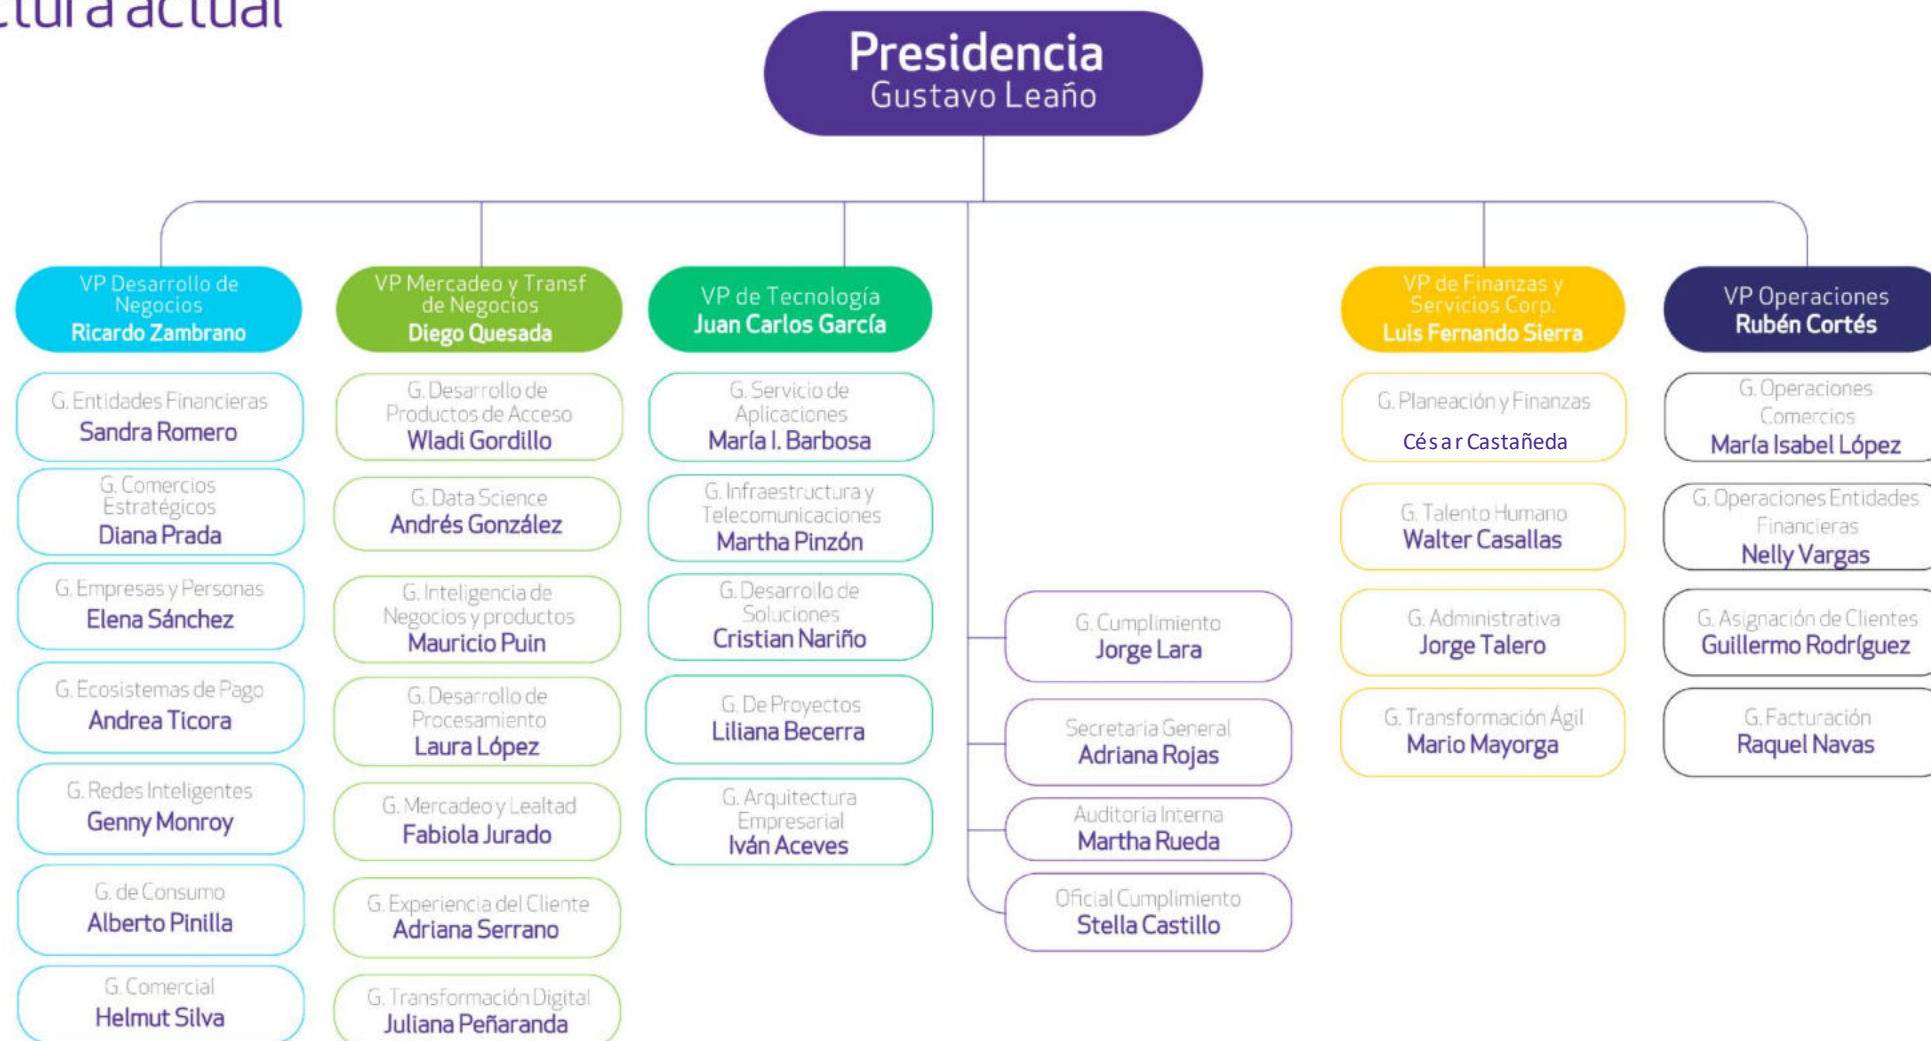 ctura actual
Presidencia
Gustavo Leaño
VP Desarrollo de
Negocios
Ricardo Zambrano
G. Entidades Financieras
Sandra Romero
G. Comercios
Estratégicos
Diana Prada
G. Empresas y Personas
Elena Sánchez
G. Ecosistemas de Pago
Andrea Ticora
G. Redes Inteligentes
Genny Monroy
G. de Consumo
Alberto Pinilla
G. Comercial
Helmut Silva
VP Mercadeo y Transf
de Negocios
Diego Quesada
G. Desarrollo de
Productos de Acceso
Wladi Gordillo
G. Data Science
Andrés González
G. Inteligencia de
Negocios y productos
Mauricio Puin
G. Desarrollo de
Procesamiento
Laura López
G. Mercadeo y Lealtad
Fabiola Jurado
G. Experiencia del Cliente
Adriana Serrano
G. Transformación Digital
Juliana Peñaranda
VP de Tecnología
Juan Carlos García
G. Servicio de
Aplicaciones
María I. Barbosa
G. Infraestructura y
Telecomunicaciones
Martha Pinzón
G. Desarrollo de
Soluciones
Cristian Nariño
G. De Proyectos
Liliana Becerra
G. Arquitectura
Empresarial
Iván Aceves
G. Cumplimiento
Jorge Lara
Secretaria General
Adriana Rojas
Auditoria Interna
Martha Rueda
Oficial Cumplimiento
Stella Castillo
VP de Finanzas y
Servicios Corp.
Luis Fernando Sierra
G. Planeación y Finanzas
César Castañeda
G. Talento Humano
Walter Casallas
G. Administrativa
Jorge Talero
G. Transformación Ágil
Mario Mayorga
VP Operaciones
Rubén Cortés
G. Operaciones
Comercios
María Isabel López
G. Operaciones Entidades
Financieras
Nelly Vargas
G. Asignación de Clientes
Guillermo Rodríguez
G. Facturación
Raquel Navas